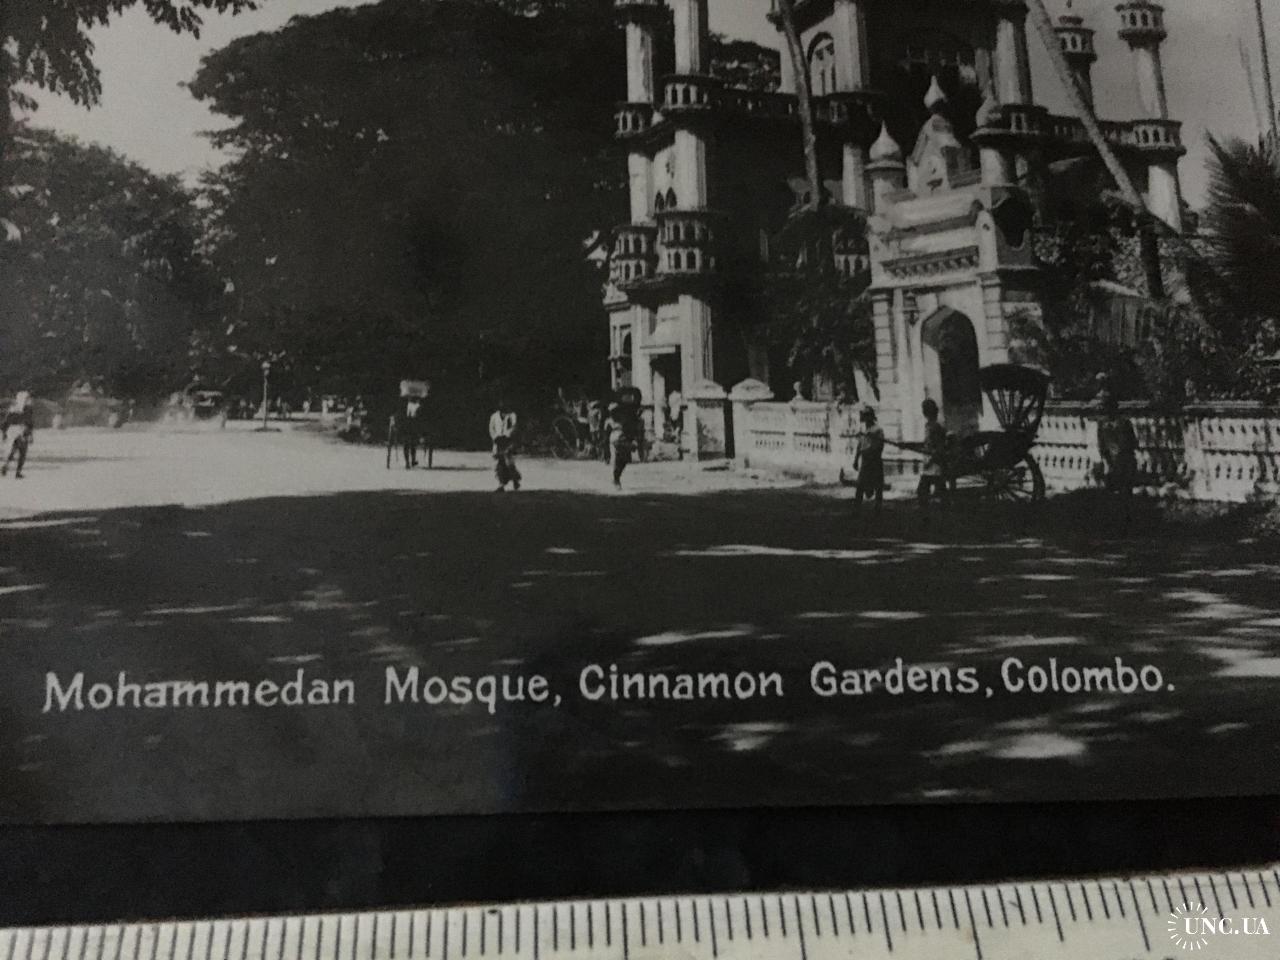 Mohammedan Mosque, Cinnamon Gardens, Colombo.
UNC.UA